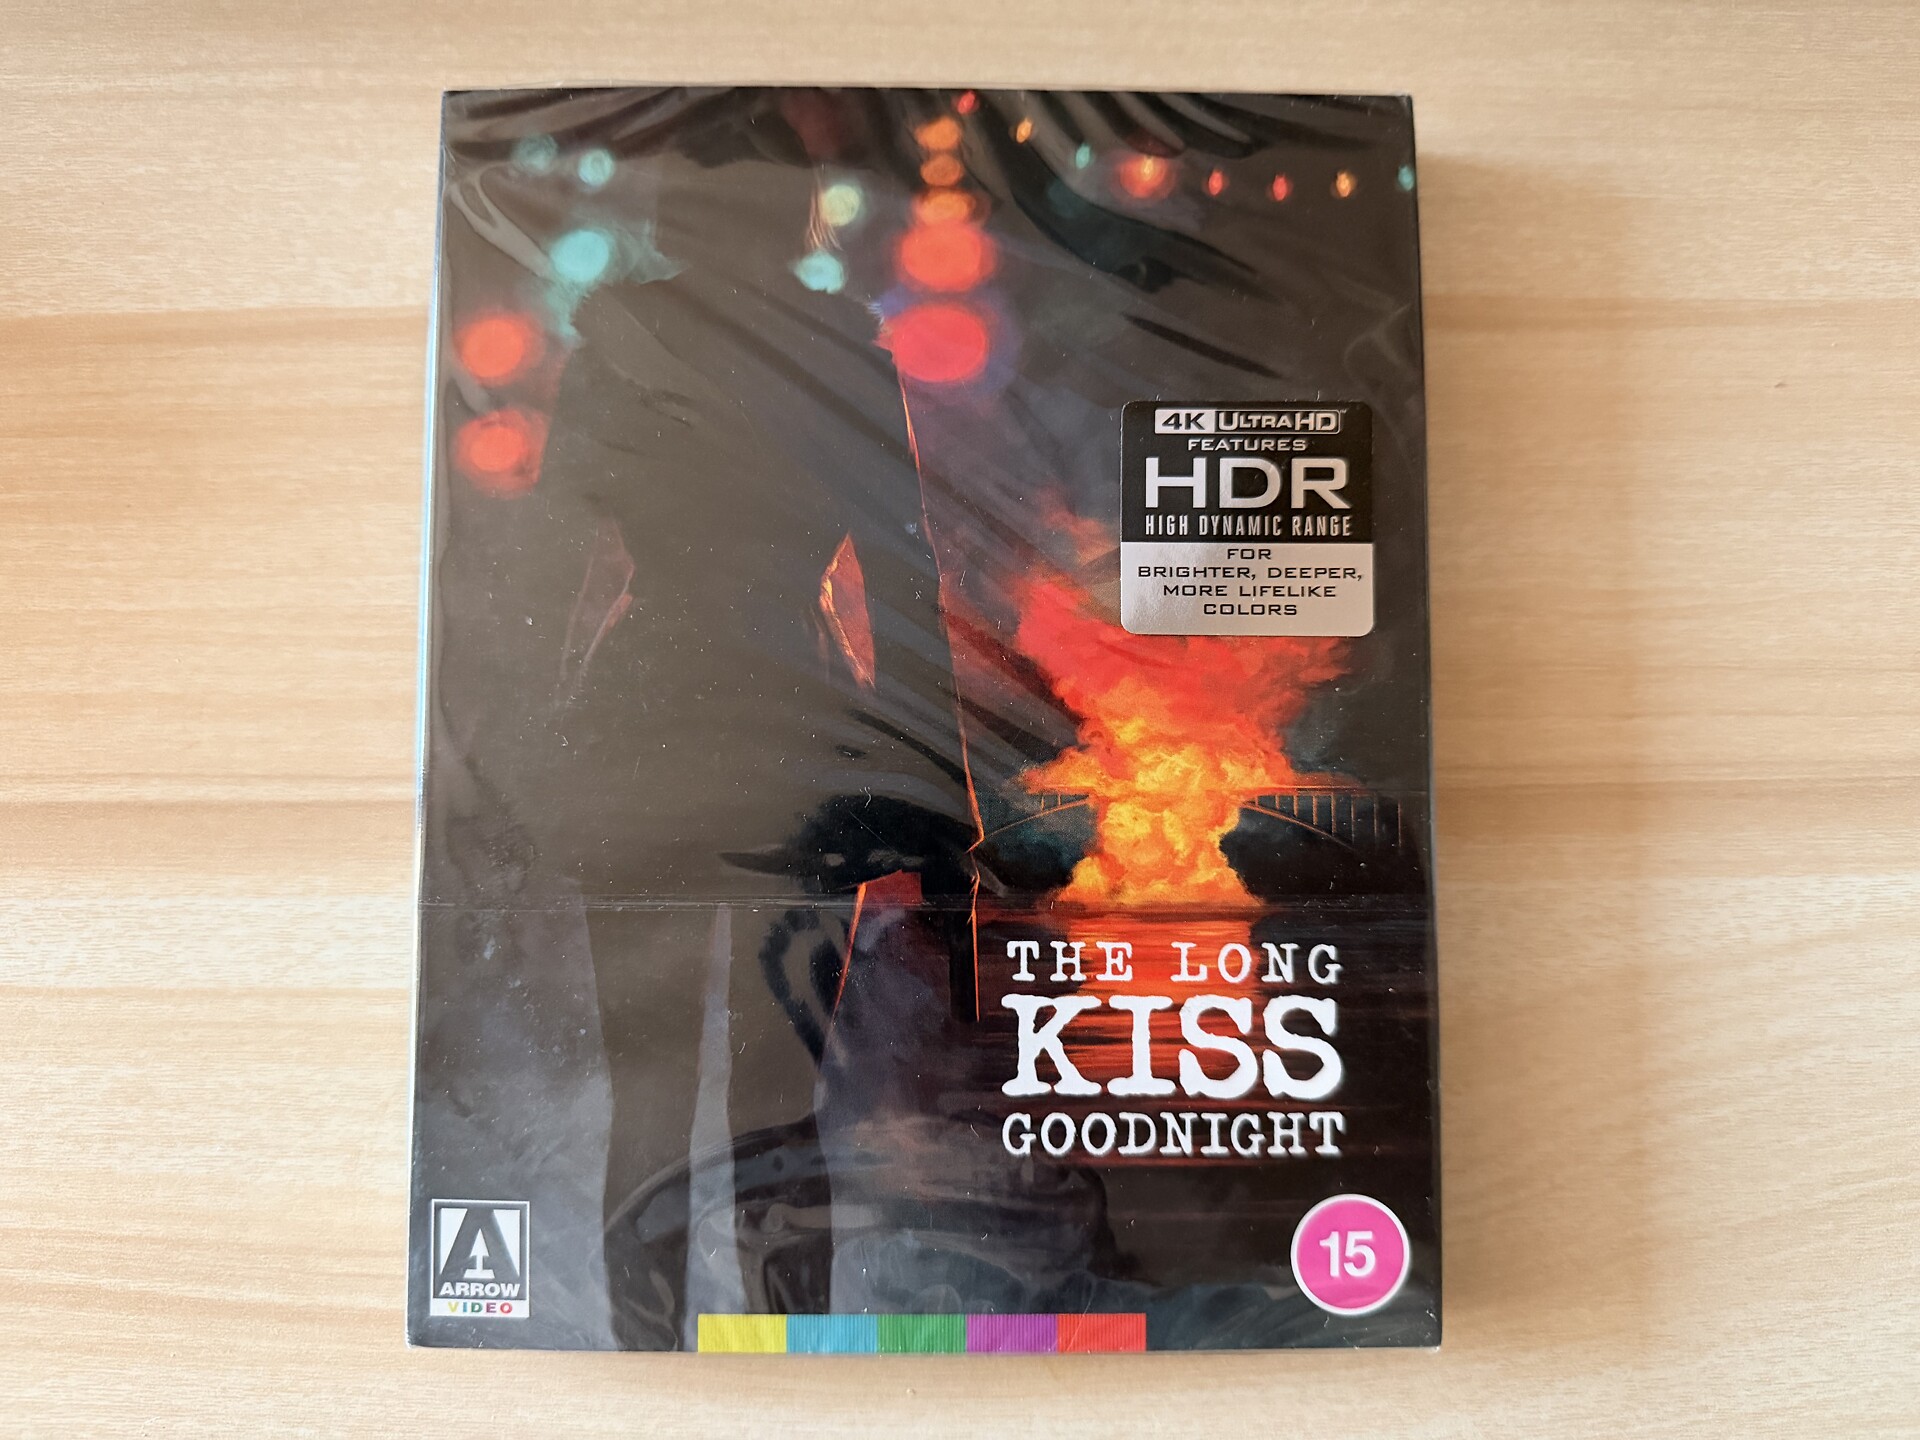 4K ULTRA HD
FEATURES
HDR
HIGH DYNAMIC RANGE
FOR
BRIGHTER, DEEPER,
MORE LIFELIKE
COLORS
THE LONG
KISS
GOODNIGHT
15
A
ARROW
VIDEO